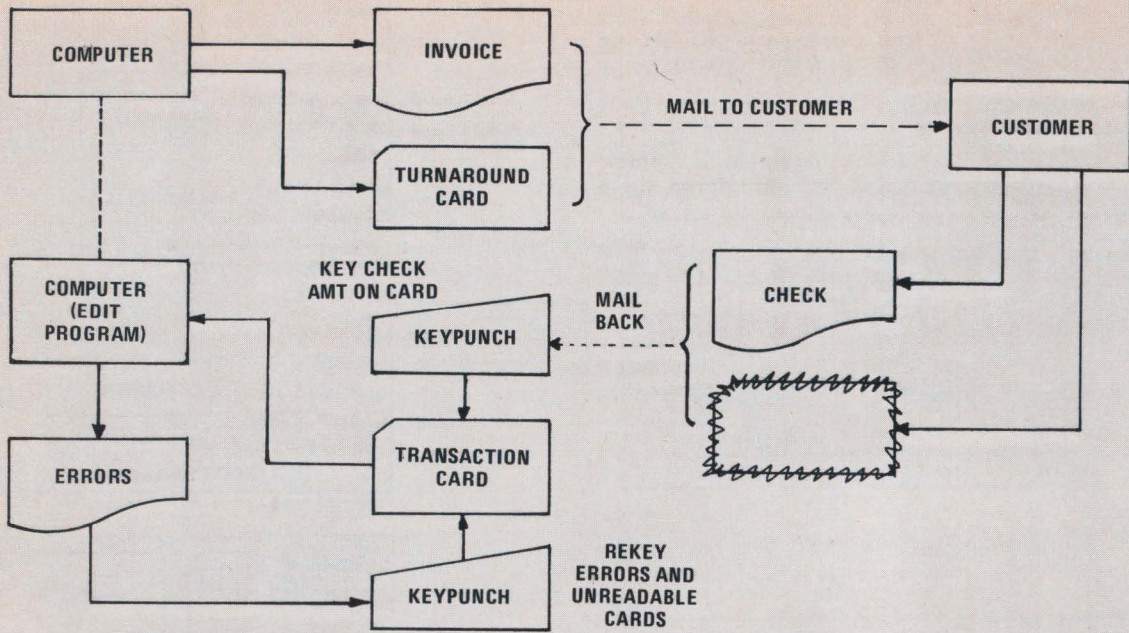 COMPUTER
INVOICE
MAIL TO CUSTOMER
CUSTOMER
TURNAROUND
CARD
COMPUTER
(EDIT
PROGRAM)
KEY CHECK
AMT ON CARD
KEYPUNCH
MAIL
BACK
CHECK
ERRORS
TRANSACTION
CARD
KEYPUNCH
REKEY
ERRORS AND
UNREADABLE
CARDS